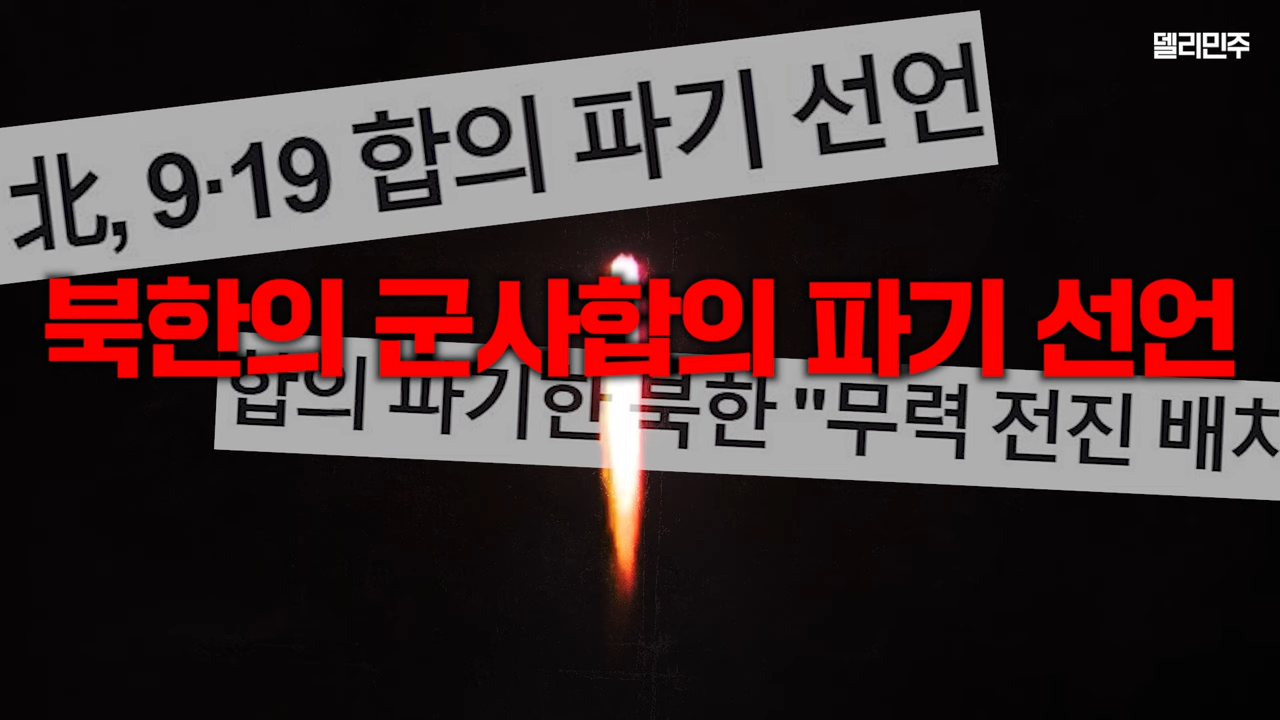 델리민주
北, 9·19 합의 파기 선언
북한의 군사합의 파기 선언
합의 파기한 북한 "무력 전진 배치